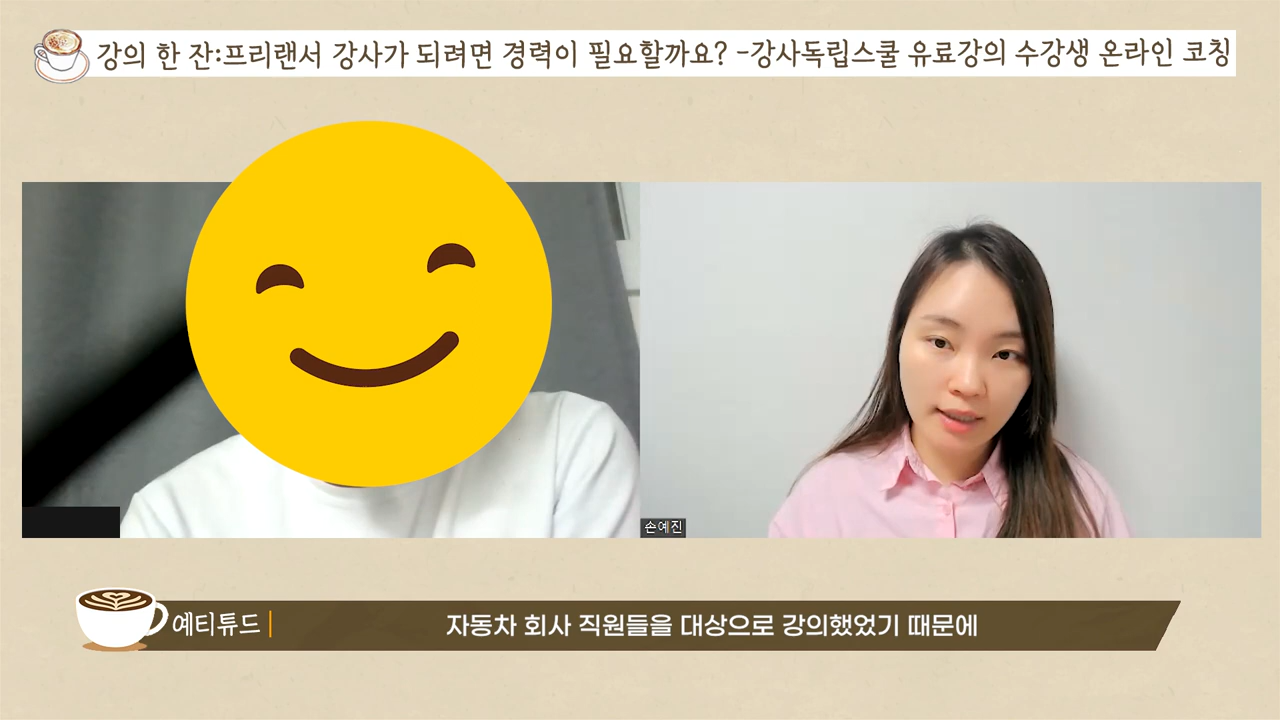 강의 한 잔:프리랜서 강사가 되려면 경력이 필요할까요? -강사독립스쿨 유료강의 수강생 온라인 코칭
손예진
예티튜드
자동차 회사 직원들을 대상으로 강의했었기 때문에